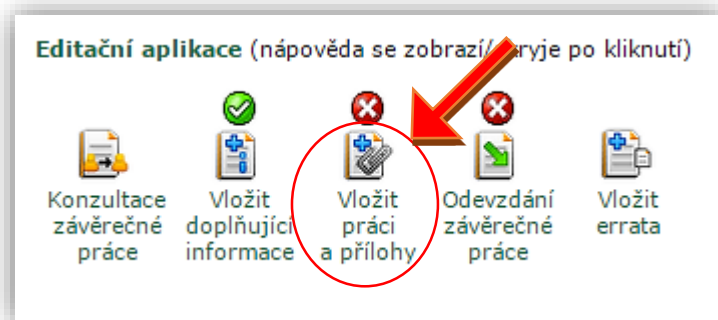 Editační aplikace (nápověda se zobrazí/ ryje po kliknutí)
Konzultace závěrečné práce
Vložit doplňující informace
Vložit práci a přílohy
Odevzdání závěrečné práce
Vložit errata